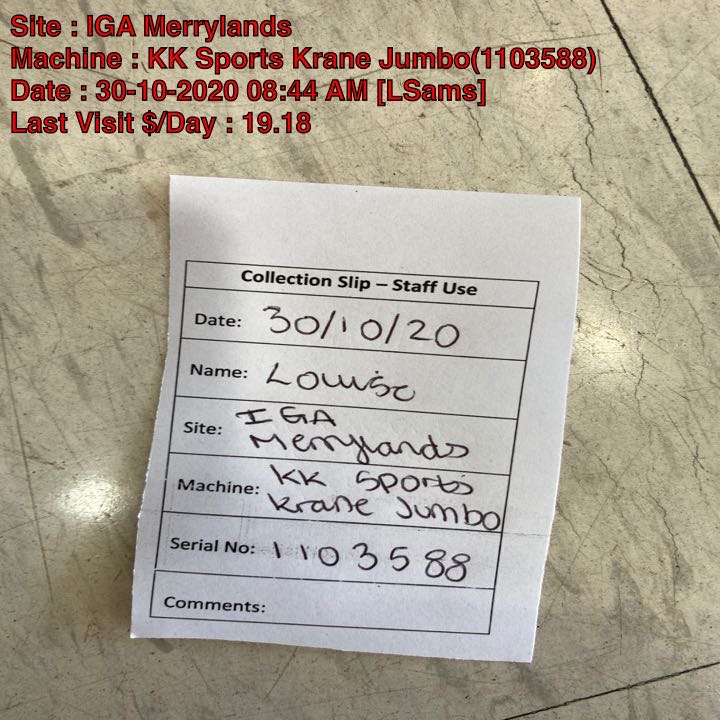 Site : IGA Merrylands
Machine : KK Sports Krane Jumbo(1103588)
Date : 30-10-2020 08:44 AM [LSams]
Last Visit $/Day : 19.18
Collection Slip – Staff Use
Date: 30/10/20
Name: Louise
Site: IGA
Merrylands
Machine: KK Sports
Krane Jumbo
Serial No: 1103588
Comments: